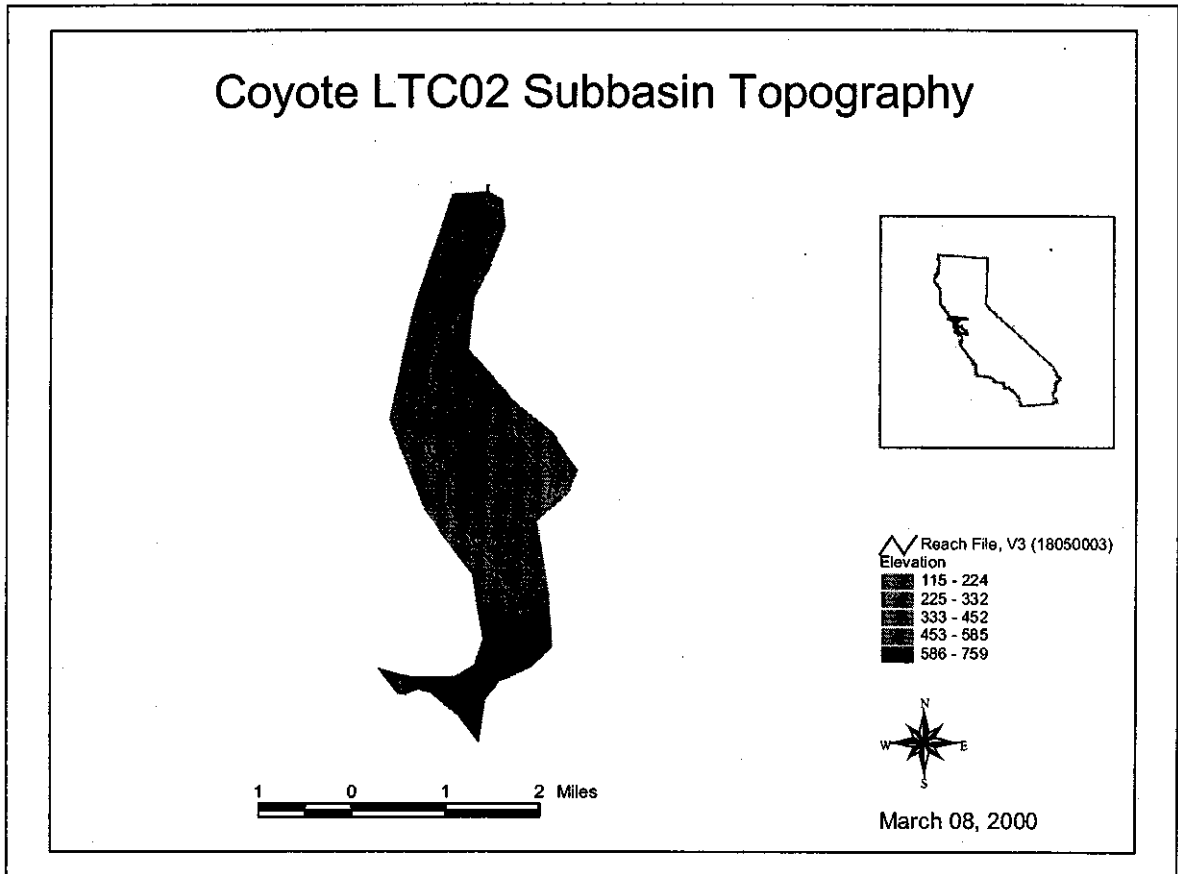 Coyote LTC02 Subbasin Topography
Reach File, V3 (18050003)
Elevation
115 - 224
225 - 332
333 - 452
453 - 585
586 - 759
N
W E
S
1 0 1 2 Miles
March 08, 2000